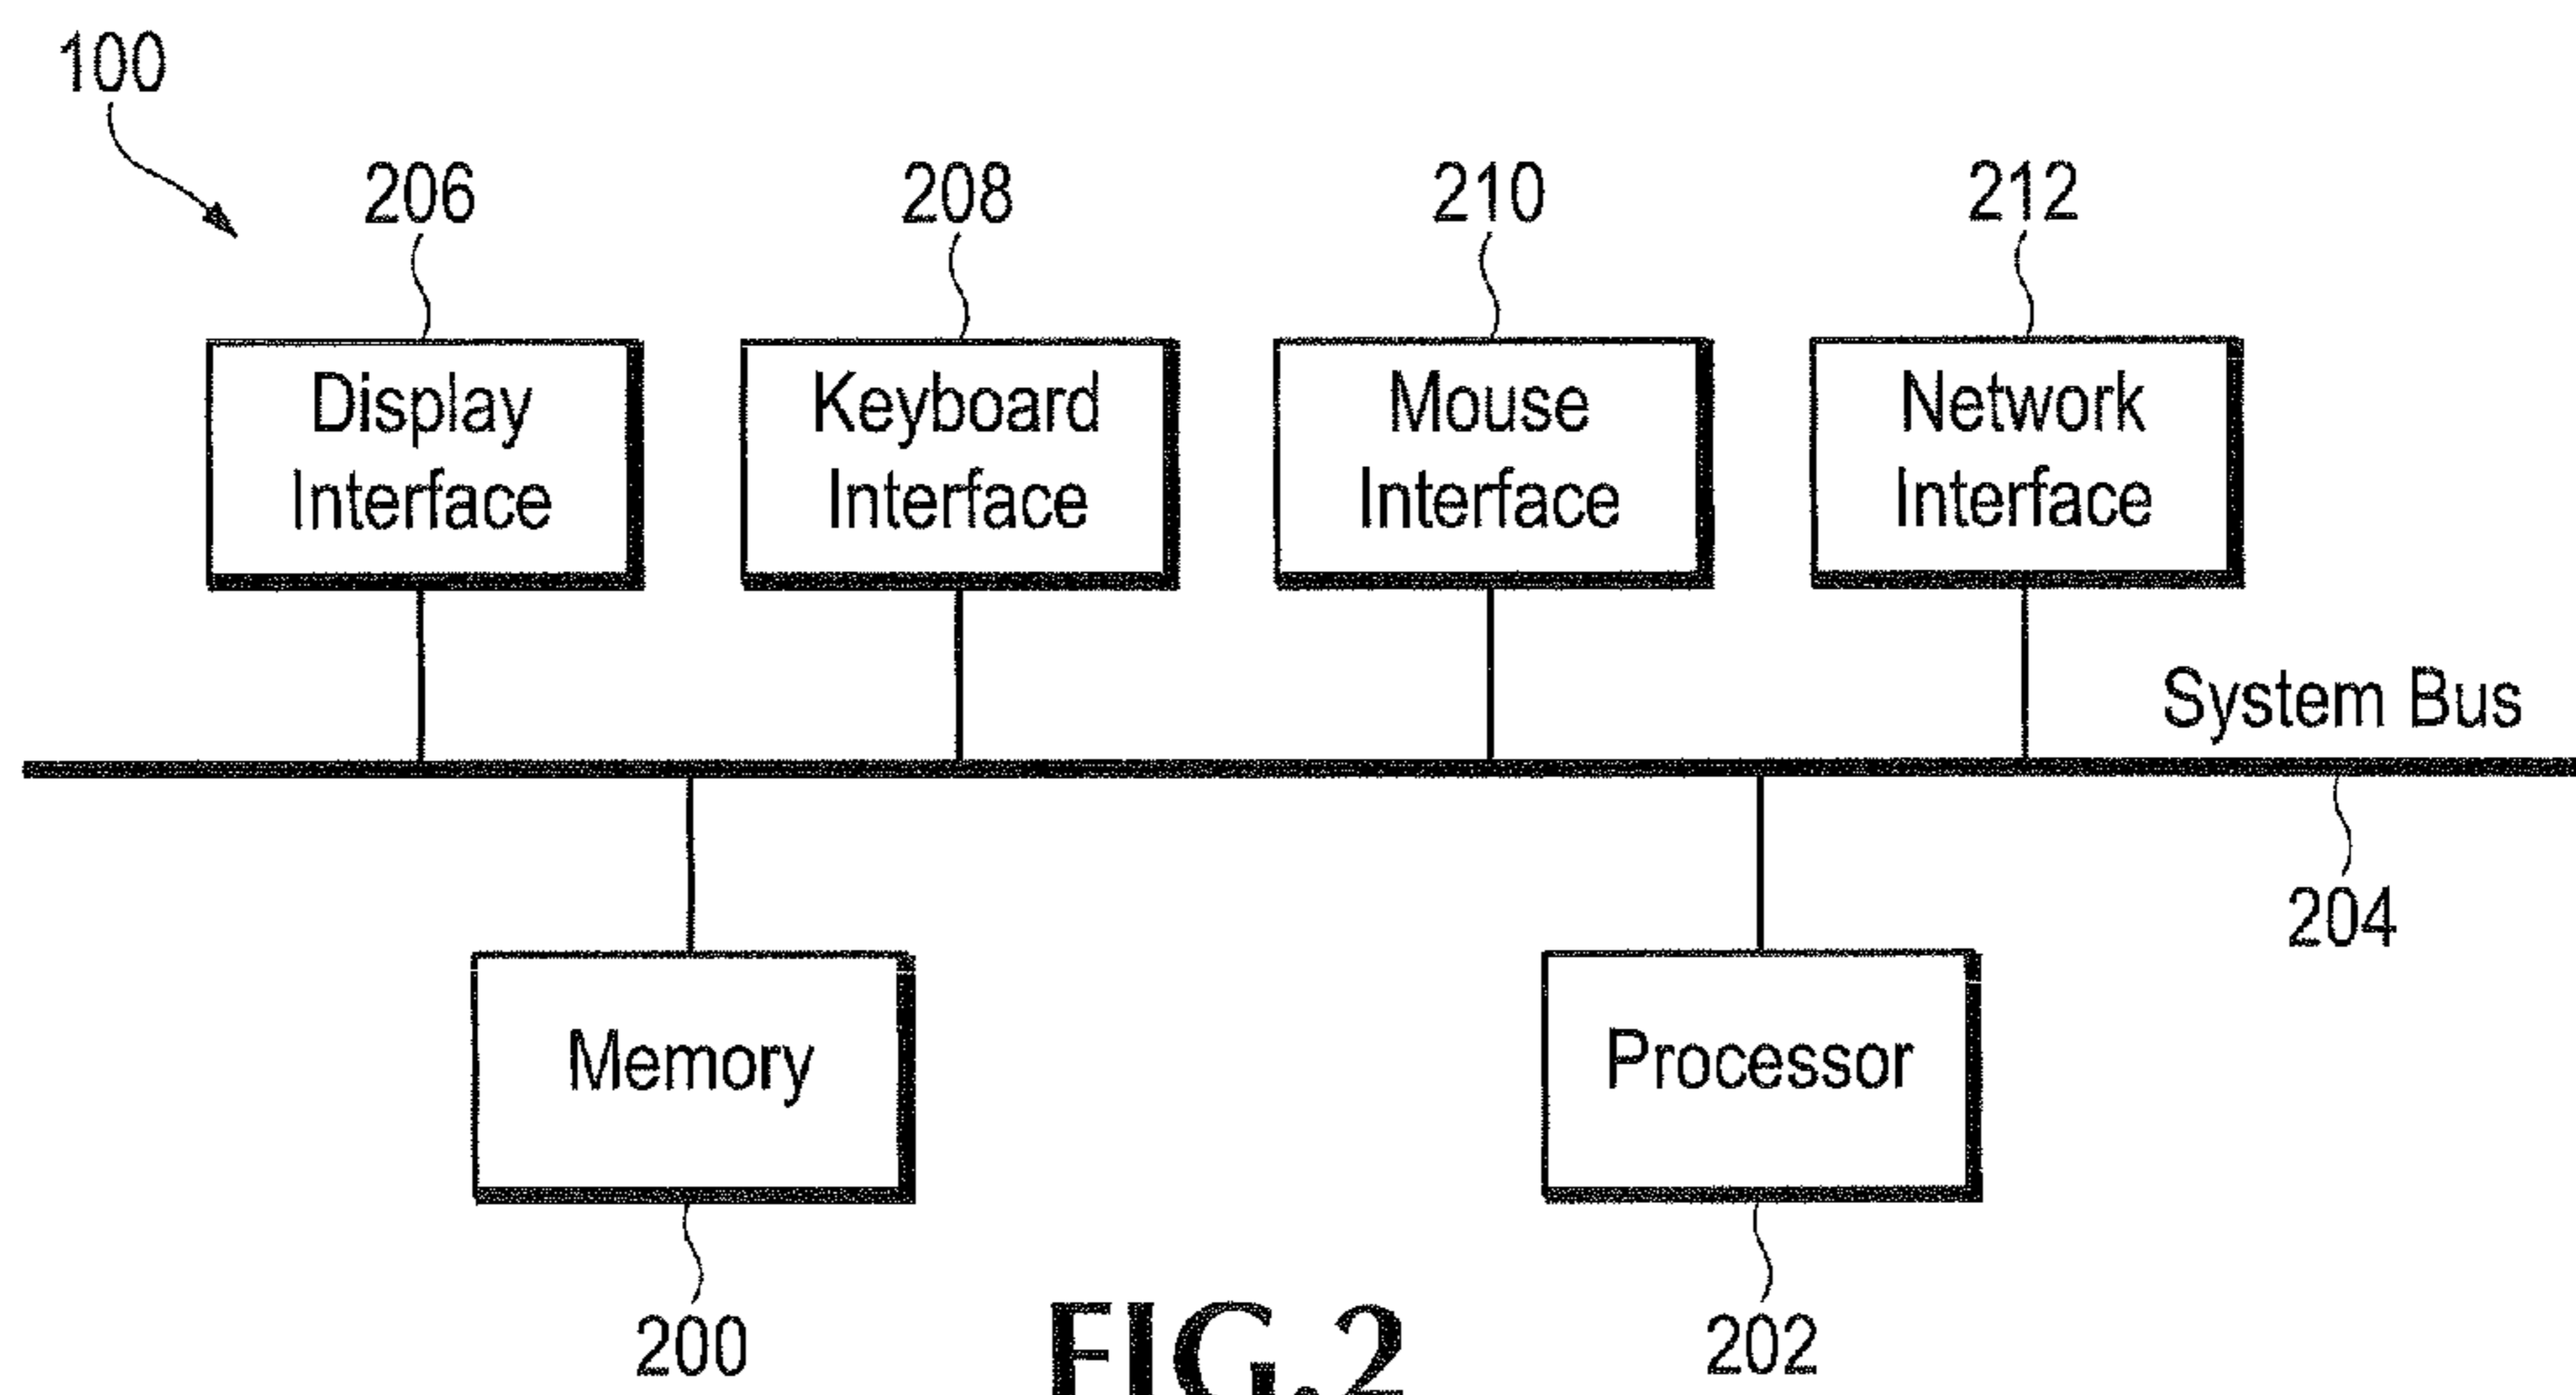 100
206
208
210
212
Display
Interface
Keyboard
Interface
Mouse
Interface
Network
Interface
System Bus
204
Memory
Processor
200
202
FIG.2